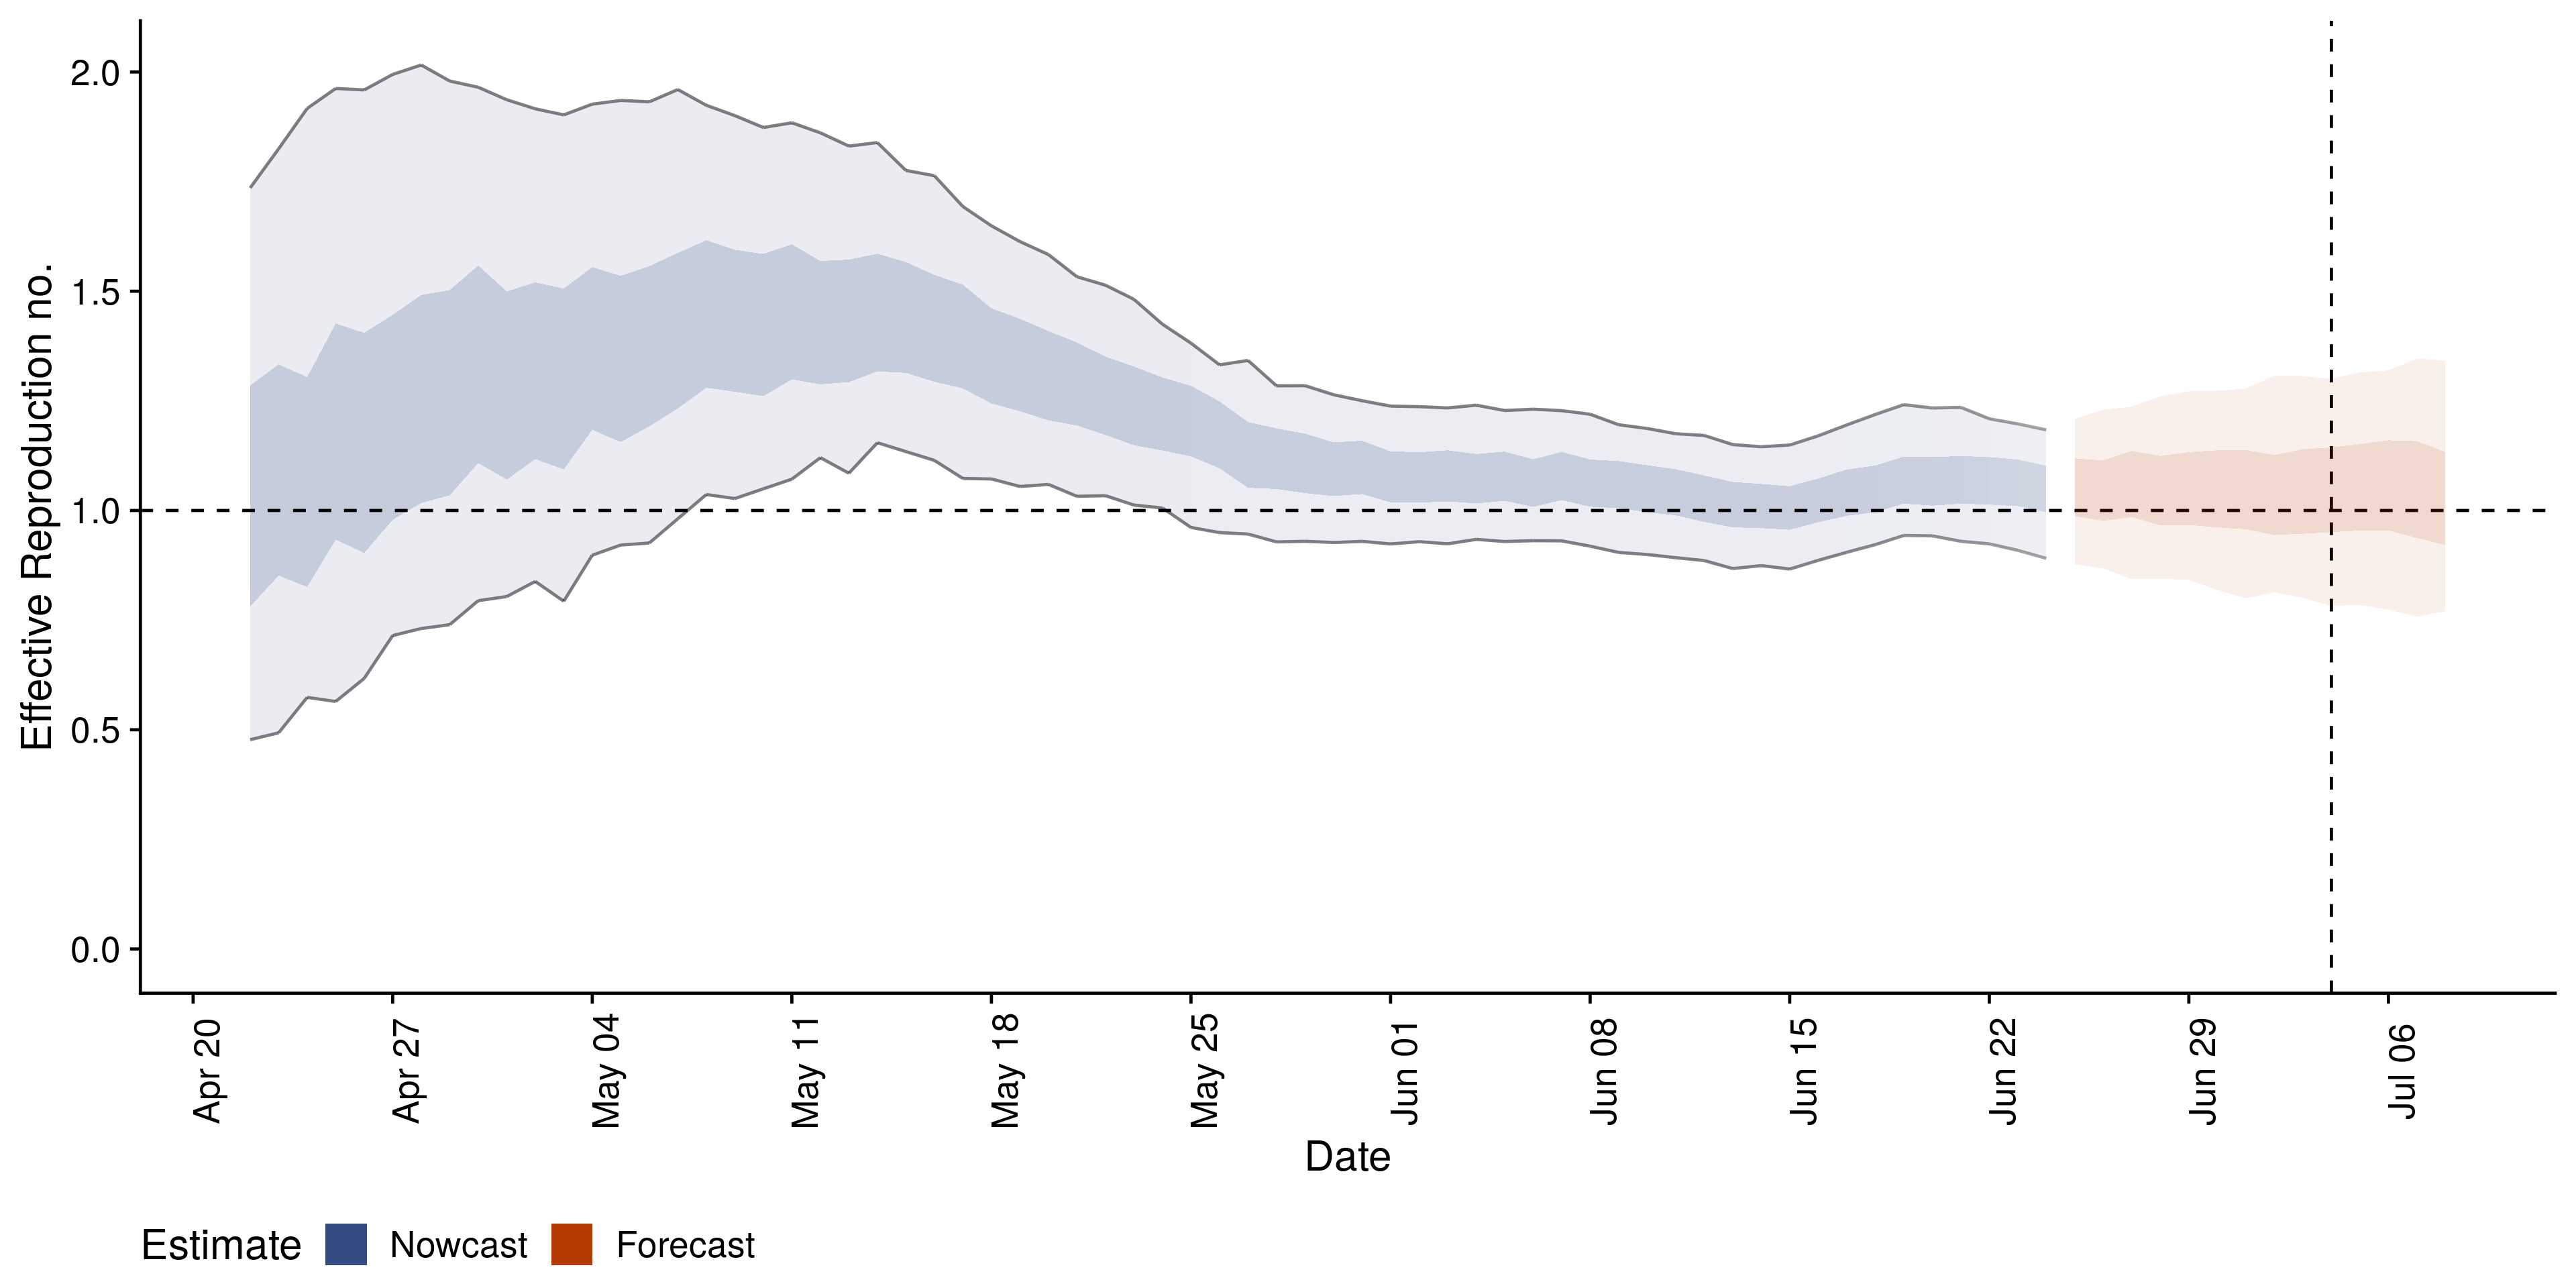 Effective Reproduction no.
2.0
1.5
1.0
0.5
0.0
Apr 20
Apr 27
May 04
May 11
May 18
May 25
Jun 01
Jun 08
Jun 15
Jun 22
Jun 29
Jul 06
Date
Estimate Nowcast Forecast